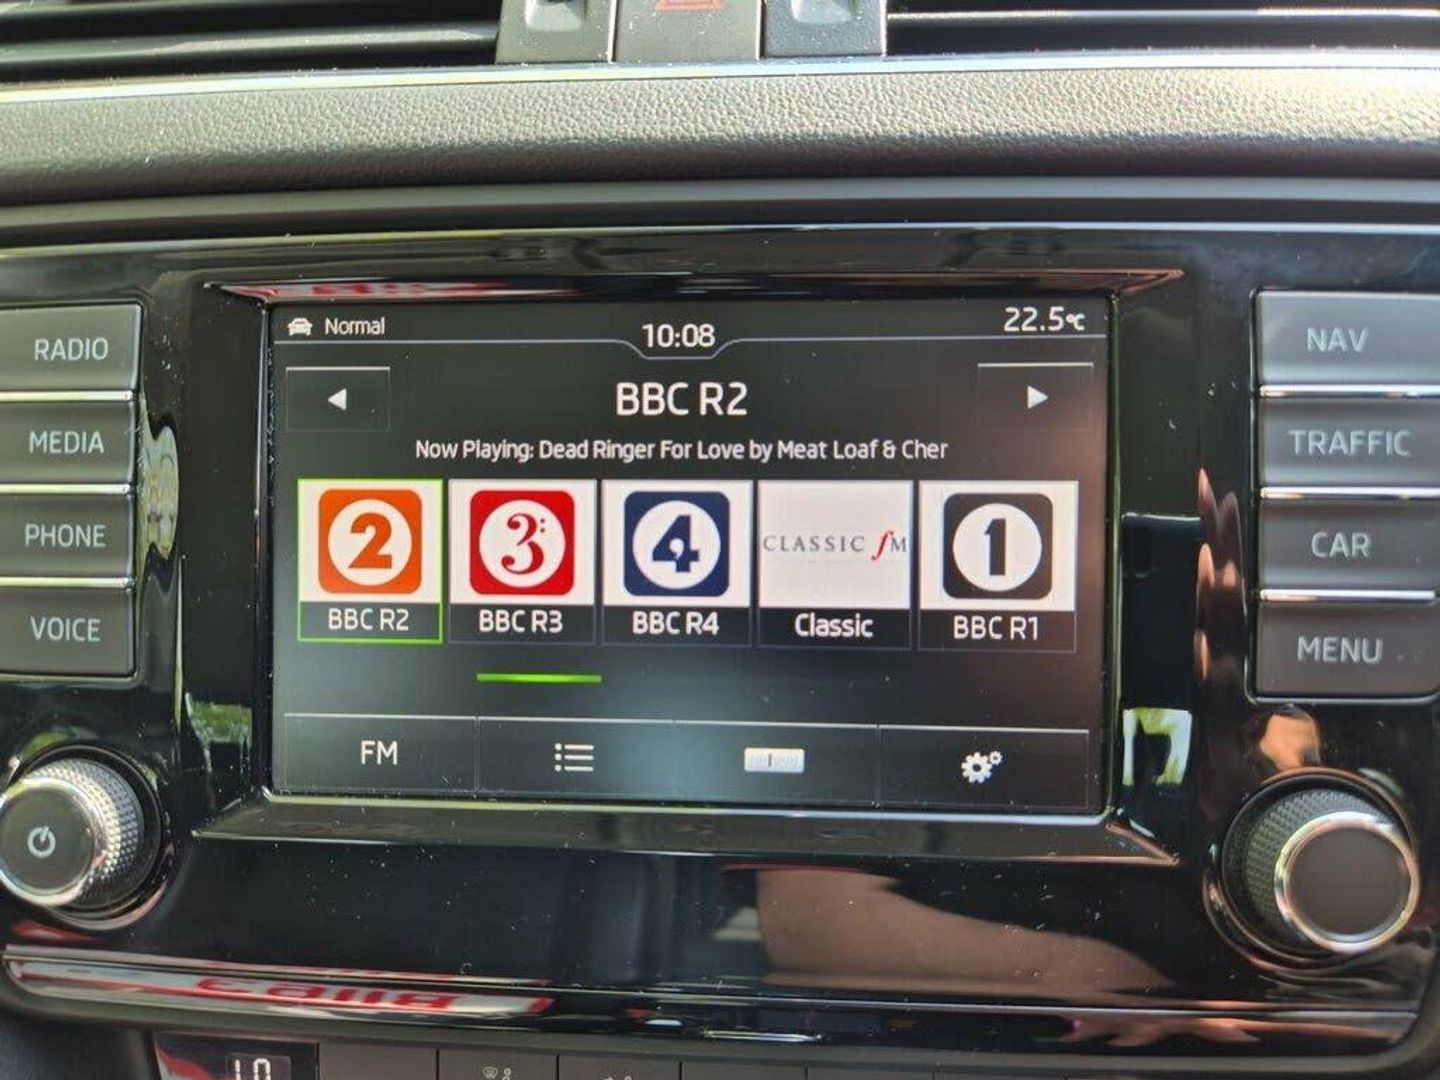 Normal
10:08
22.5°C
RADIO
MEDIA
PHONE
VOICE
BBC R2
Now Playing: Dead Ringer For Love by Meat Loaf & Cher
2
3:
4
CLASSIC fM
1
BBC R2
BBC R3
BBC R4
Classic
BBC R1
FM
NAV
TRAFFIC
CAR
MENU